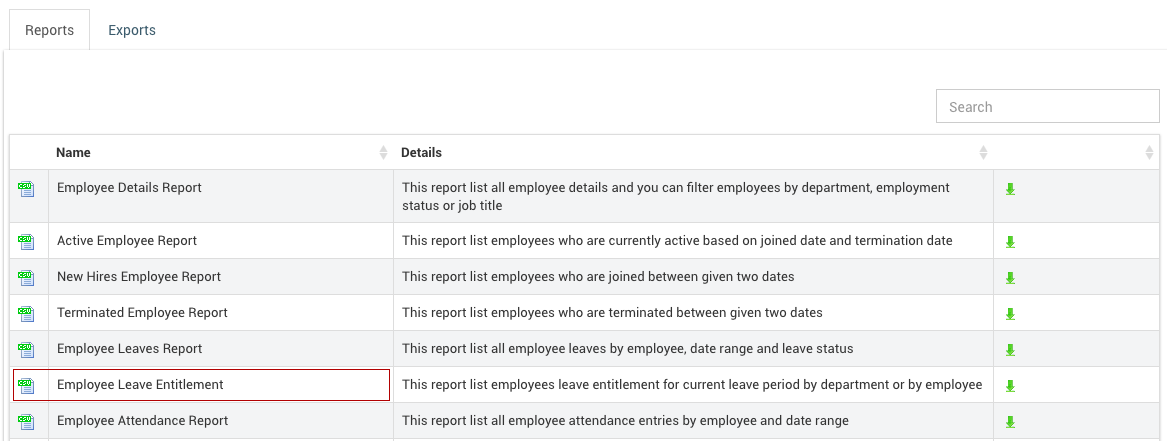 Reports Exports
Search
Name Details
Employee Details Report This report list all employee details and you can filter employees by department, employment
status or job title
Active Employee Report This report list employees who are currently active based on joined date and termination date
New Hires Employee Report This report list employees who are joined between given two dates
Terminated Employee Report This report list employees who are terminated between given two dates
Employee Leaves Report This report list all employee leaves by employee, date range and leave status
Employee Leave Entitlement This report list employees leave entitlement for current leave period by department or by employee
Employee Attendance Report This report list all employee attendance entries by employee and date range